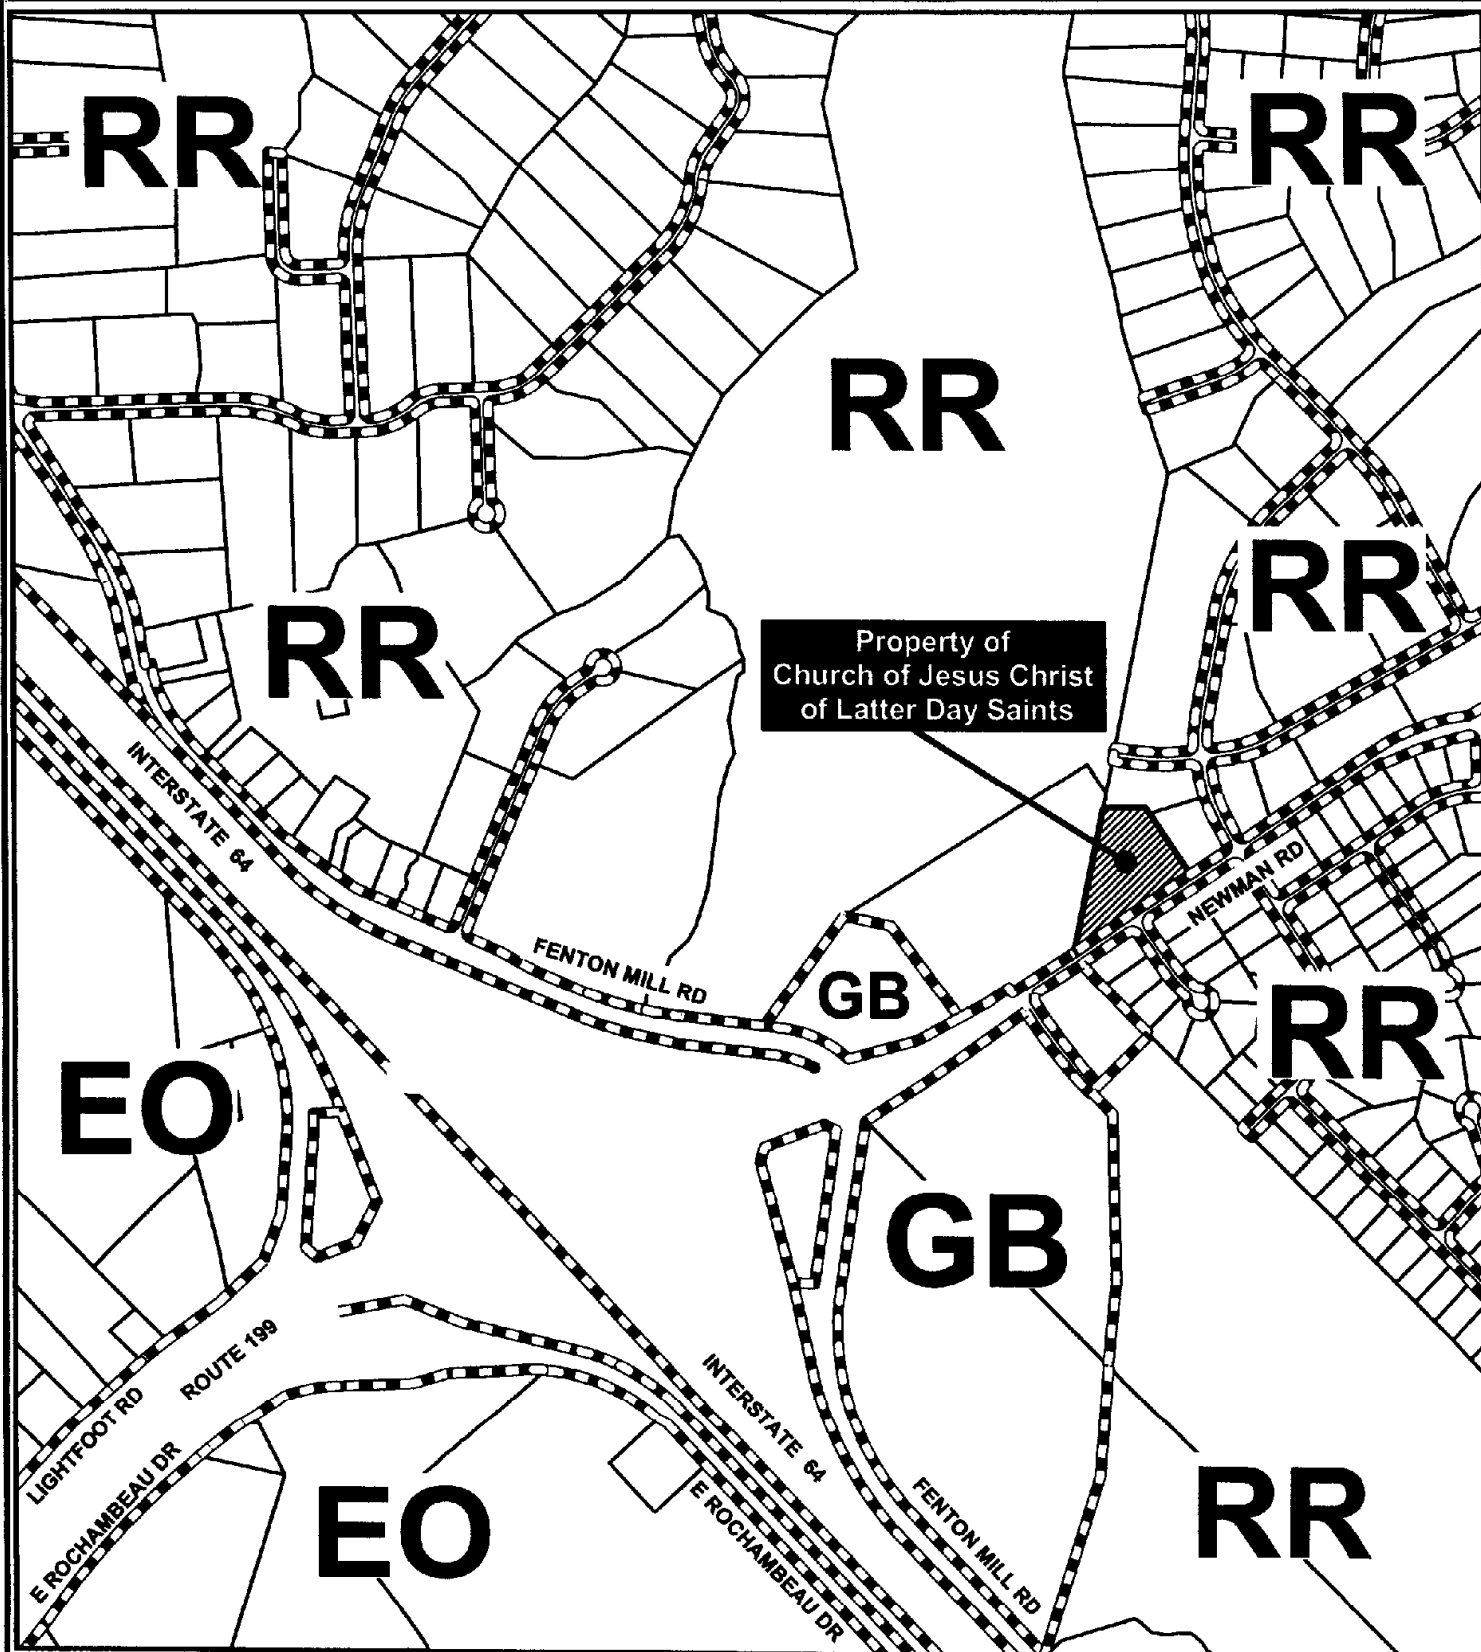 RR
RR
RR
RR
RR
Property of
Church of Jesus Christ
of Latter Day Saints
INTERSTATE 64
NEWMAN RD
FENTON MILL RD
GB
RR
EO
GB
ROUTE 199
LIGHTFOOT RD
INTERSTATE 64
E ROCHAMBEAU DR
EO
E ROCHAMBEAU DR
FENTON MILL RD
RR